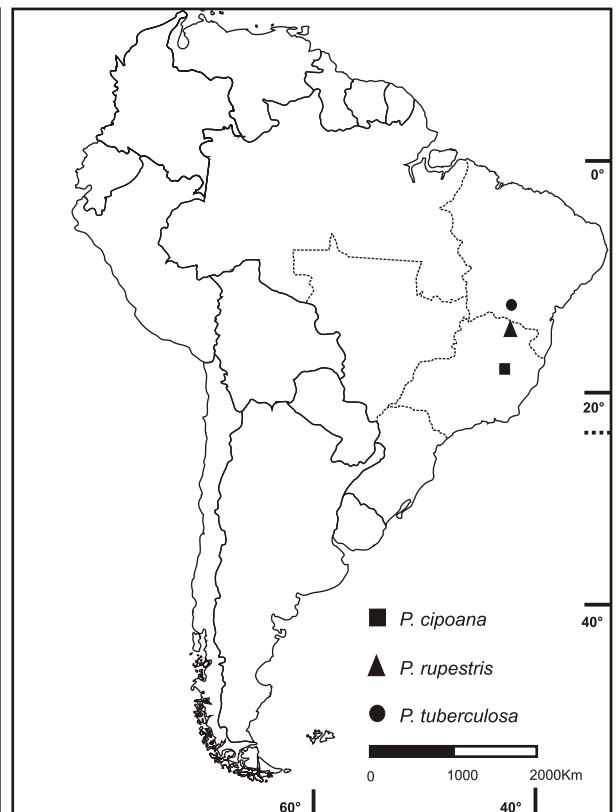 0°
20°
40°
P. cipoana
P. rupestris
P. tuberculosa
0 1000 2000Km
60° 40°